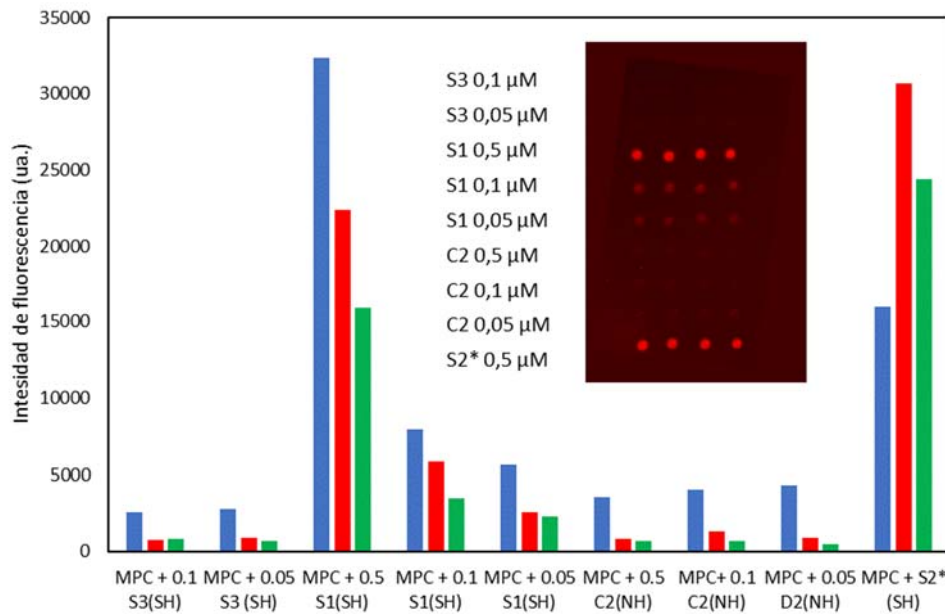 35000
30000
25000
20000
15000
10000
5000
0
Intesidad de fluorescencia (ua.)
S3 0,1 µM
S3 0,05 µM
S1 0,5 µM
S1 0,1 µM
S1 0,05 µM
C2 0,5 µM
C2 0,1 µM
C2 0,05 µM
S2* 0,5 µM
MPC + 0.1
S3(SH)
MPC + 0.05
S3 (SH)
MPC + 0.5
S1(SH)
MPC + 0.1
S1(SH)
MPC + 0.05
S1(SH)
MPC + 0.5
C2(NH)
MPC+ 0.1
C2(NH)
MPC + 0.05
D2(NH)
MPC + S2*
(SH)